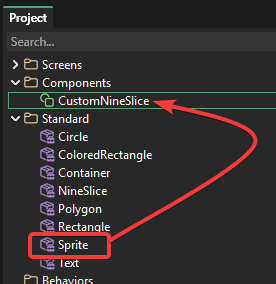 Project
Search...
Screens
Components
CustomNineSlice
Standard
Circle
ColoredRectangle
Container
NineSlice
Polygon
Rectangle
Sprite
Text
Behaviors